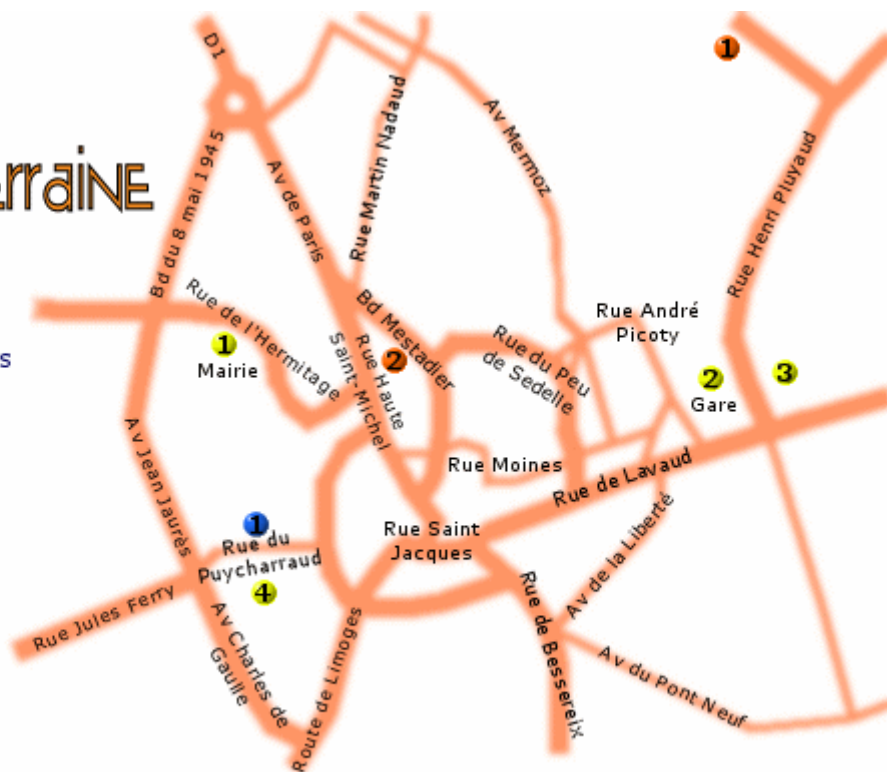 D1
1
Bd du 8 mai 1945
Av de Paris
Rue Martin Nadaud
Av Mermoz
Rue Henri Pluyaud
erraiNE
Rue de l'Hermitage
Bd Mestadier
Rue André
Picoty
1
Mairie
s
Rue Haute
Saint-Michel
2
Rue du Peu
de Sedelle
2
Gare
3
Av Jean Jaurès
Rue Moines
Rue de Lavaud
1
Rue du
Puycharraud
4
Rue Saint
Jacques
Av de la Liberté
Rue Jules Ferry
Av Charles de
Gaulle
Route de Limoges
Rue de Bessereix
Av du Pont Neuf